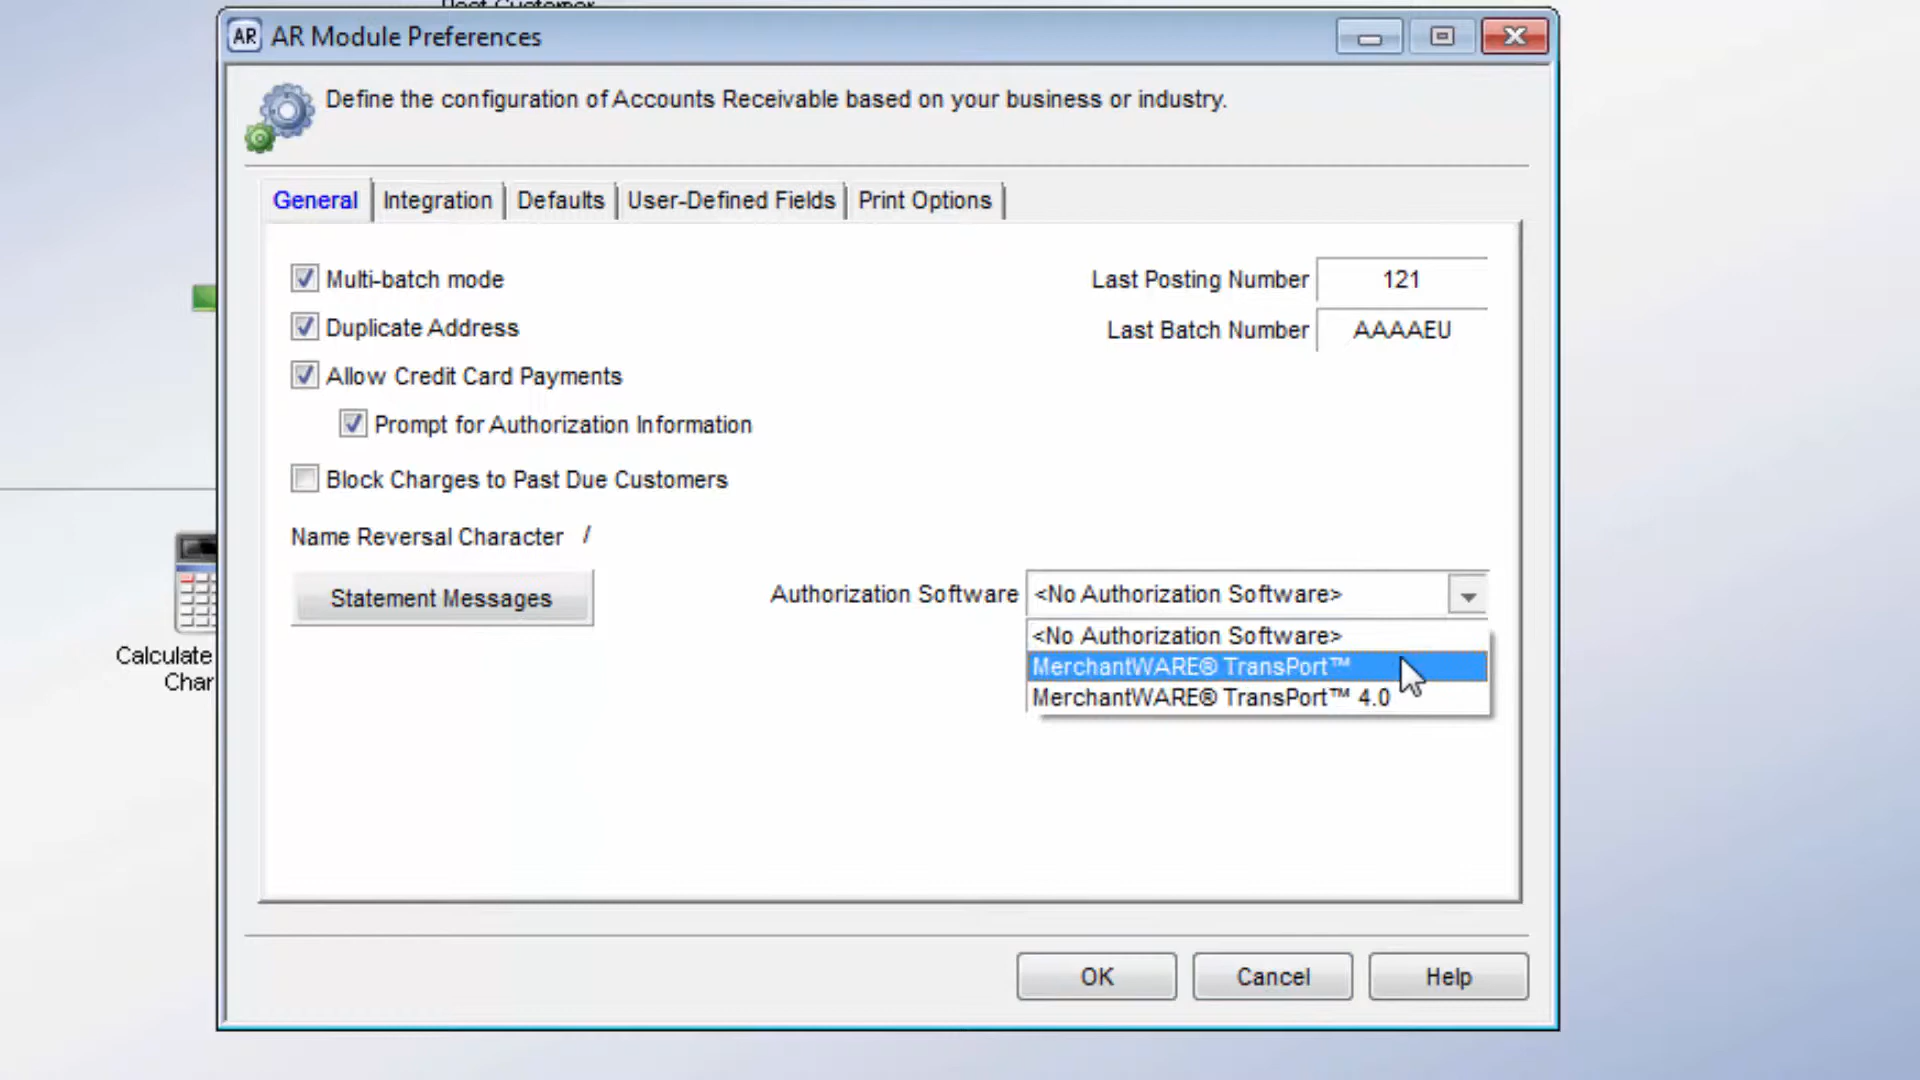 AR AR Module Preferences
Define the configuration of Accounts Receivable based on your business or industry.
General Integration Defaults User-Defined Fields Print Options
Multi-batch mode
Last Posting Number 121
Duplicate Address
Last Batch Number AAAAEU
Allow Credit Card Payments
Prompt for Authorization Information
Block Charges to Past Due Customers
Name Reversal Character /
Statement Messages
Authorization Software <No Authorization Software>
<No Authorization Software>
MerchantWARE® TransPort™
MerchantWARE® TransPort™ 4.0
Calculate
Char
OK Cancel Help